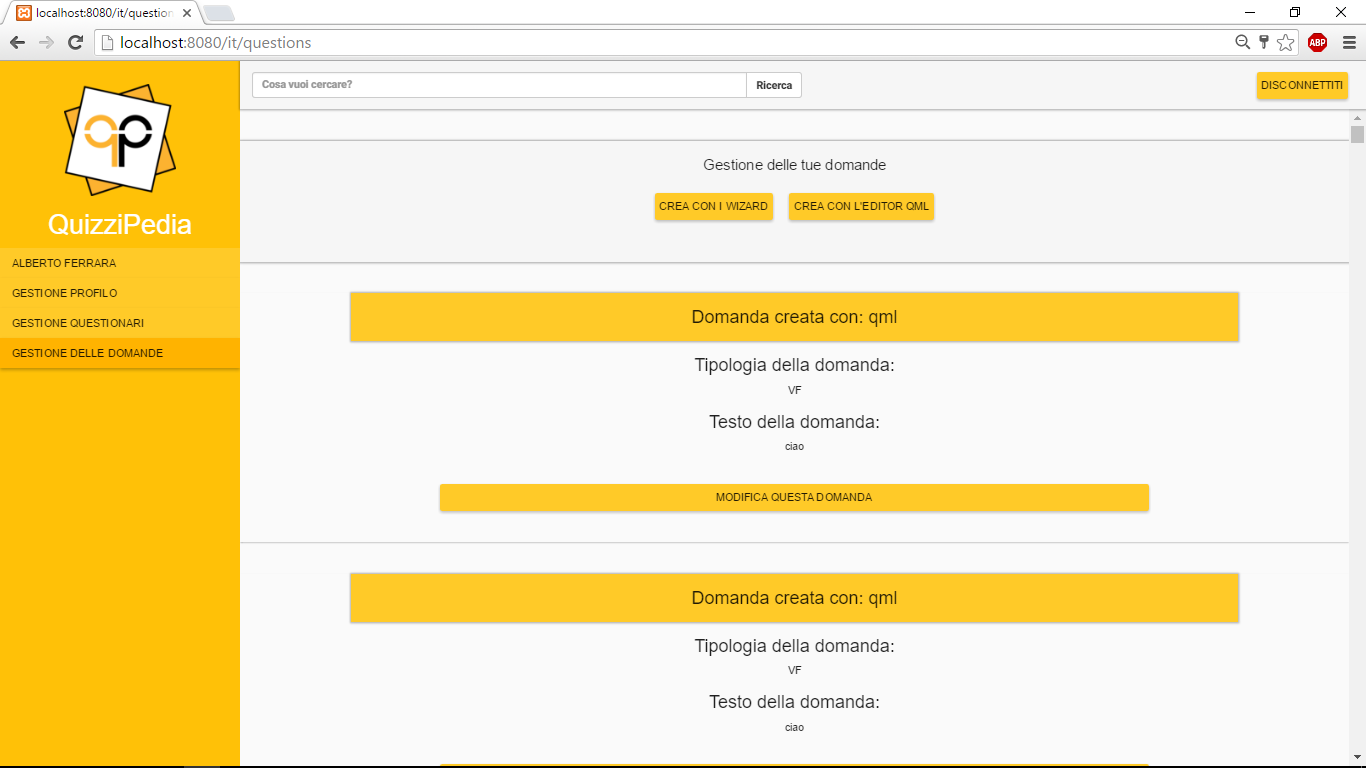 localhost:8080/it/question
localhost:8080/it/questions
ABP
Cosa vuoi cercare?
Ricerca
DISCONNETTITI
qp
QuizziPedia
ALBERTO FERRARA
GESTIONE PROFILO
GESTIONE QUESTIONARI
GESTIONE DELLE DOMANDE
Gestione delle tue domande
CREA CON I WIZARD
CREA CON L'EDITOR QML
Domanda creata con: qml
Tipologia della domanda:
VF
Testo della domanda:
ciao
MODIFICA QUESTA DOMANDA
Domanda creata con: qml
Tipologia della domanda:
VF
Testo della domanda:
ciao